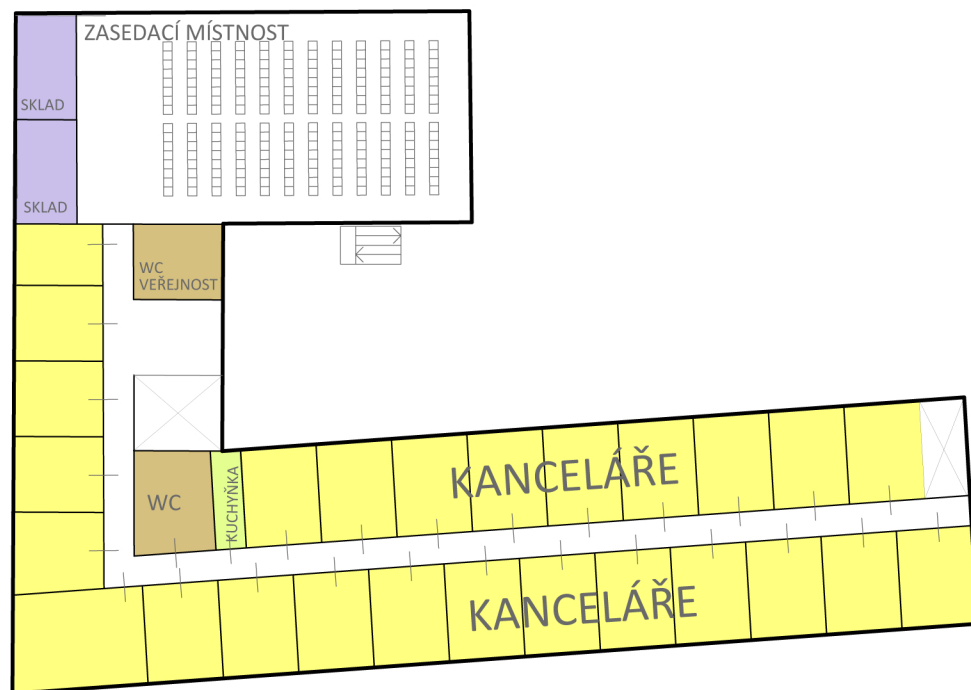 ZASEDACÍ MÍSTNOST
SKLAD
SKLAD
WC
VEŘEJNOST
WC
KUCHYŇKA
KANCELÁŘE
KANCELÁŘE